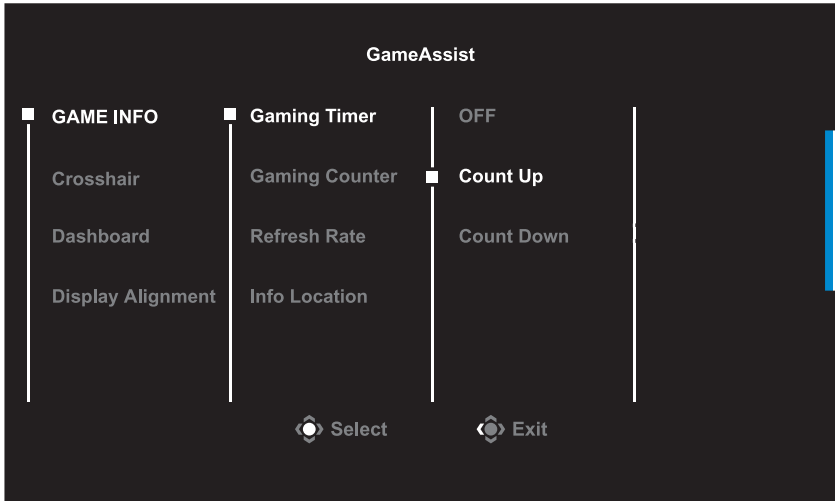 GameAssist
GAME INFO
Crosshair
Dashboard
Display Alignment
Gaming Timer
Gaming Counter
Refresh Rate
Info Location
OFF
Count Up
Count Down
Select
Exit